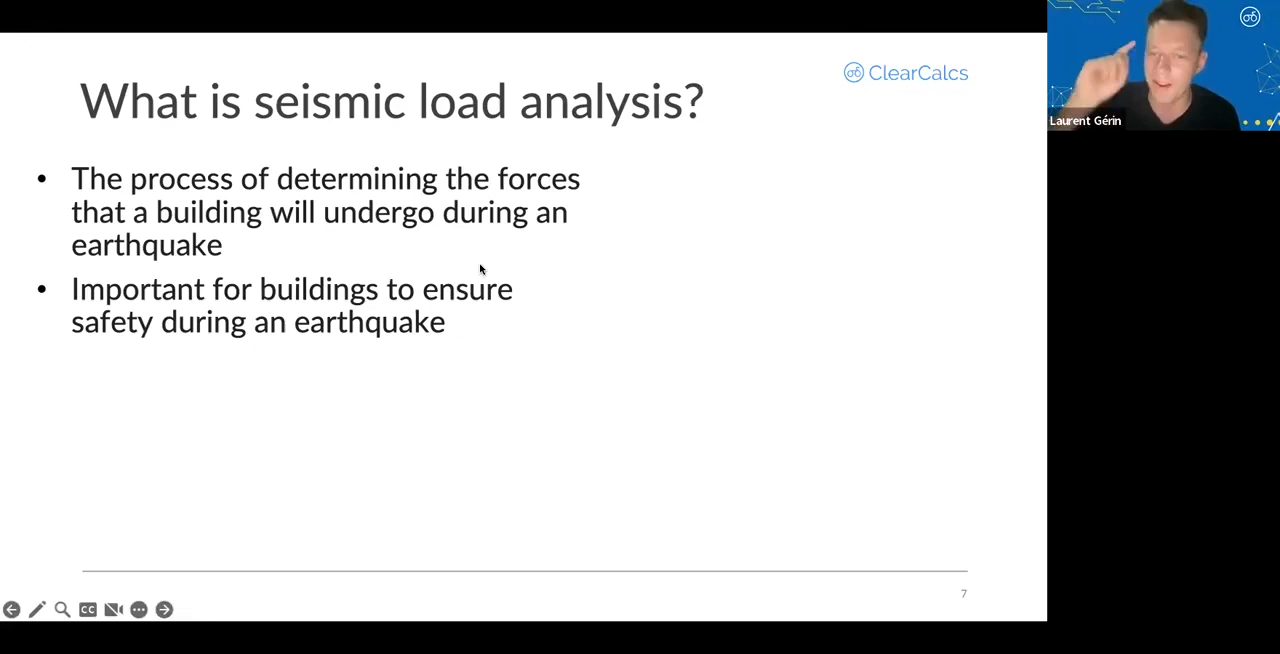 ClearCalcs
What is seismic load analysis?
• The process of determining the forces
that a building will undergo during an
earthquake
• Important for buildings to ensure
safety during an earthquake
7
CC
Laurent Gérin